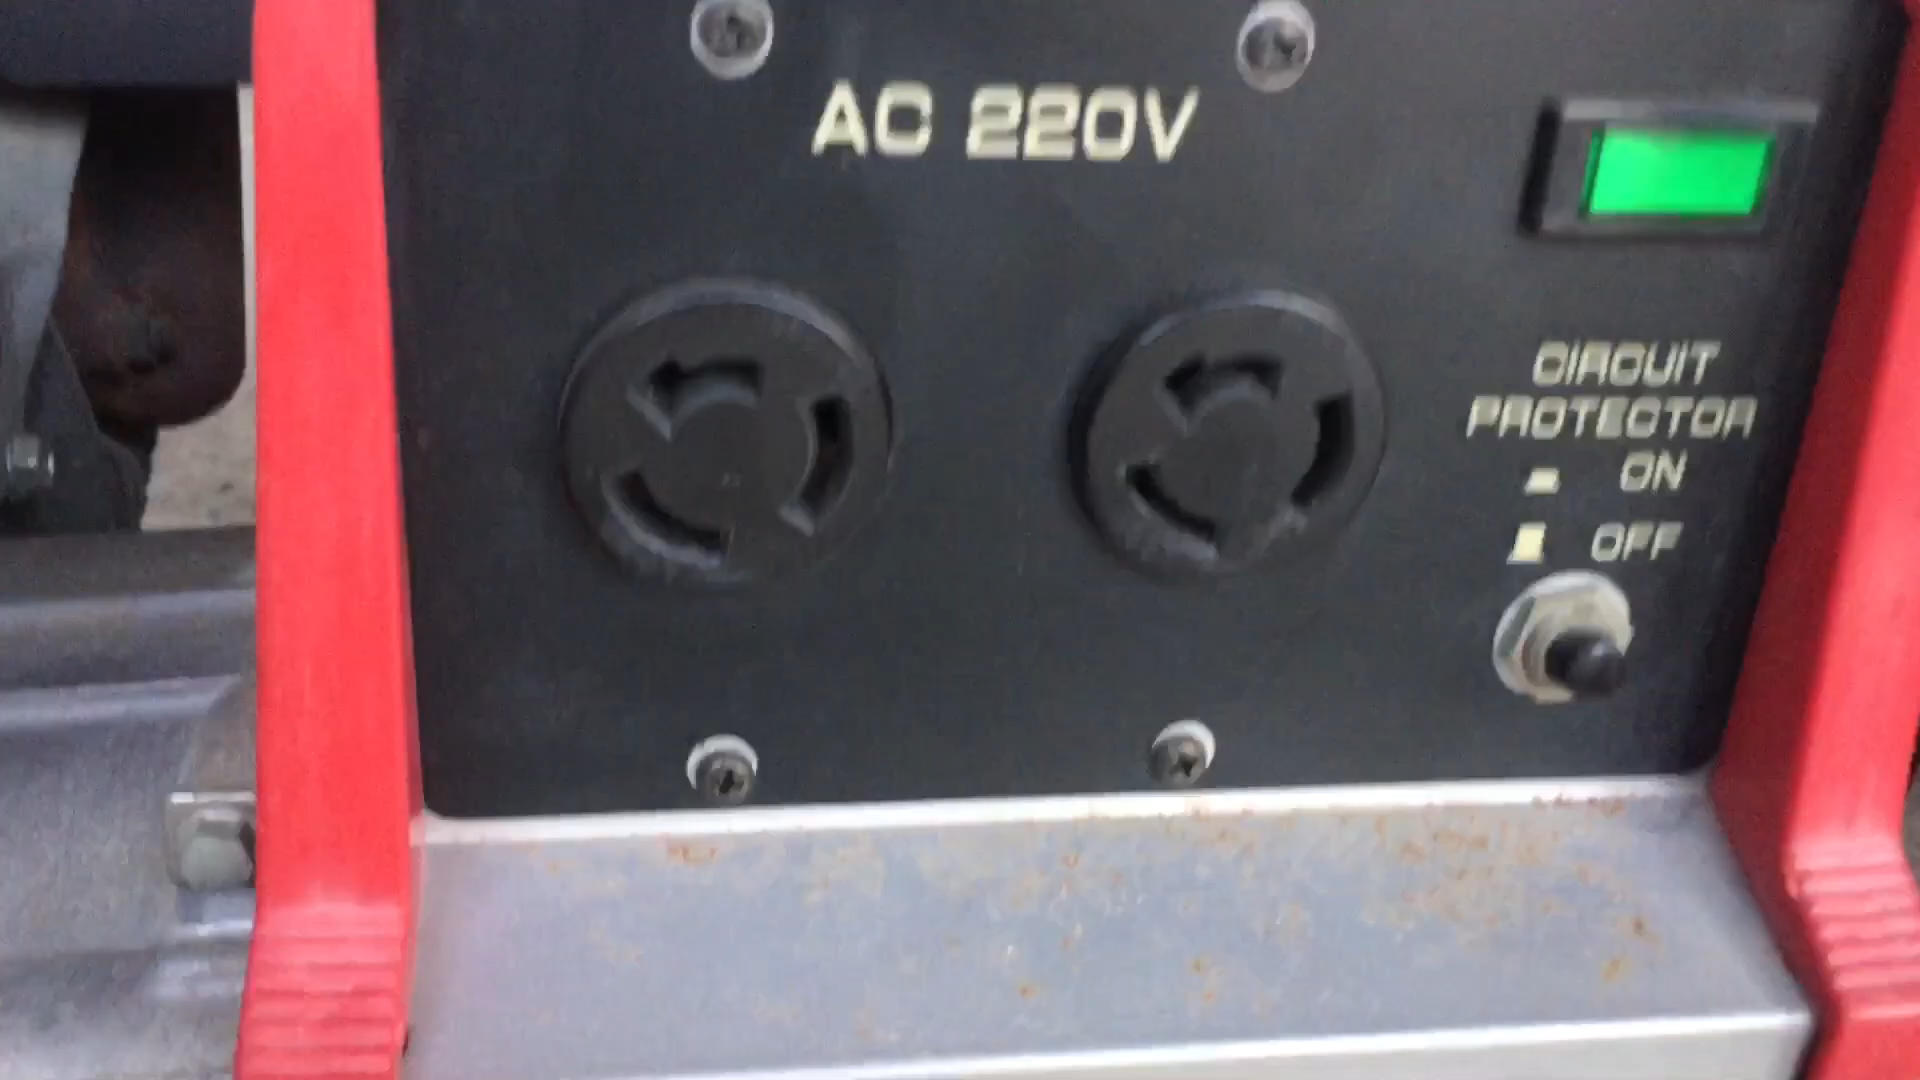 AC 220V
CIRCUIT
PROTECTOR
ON
OFF